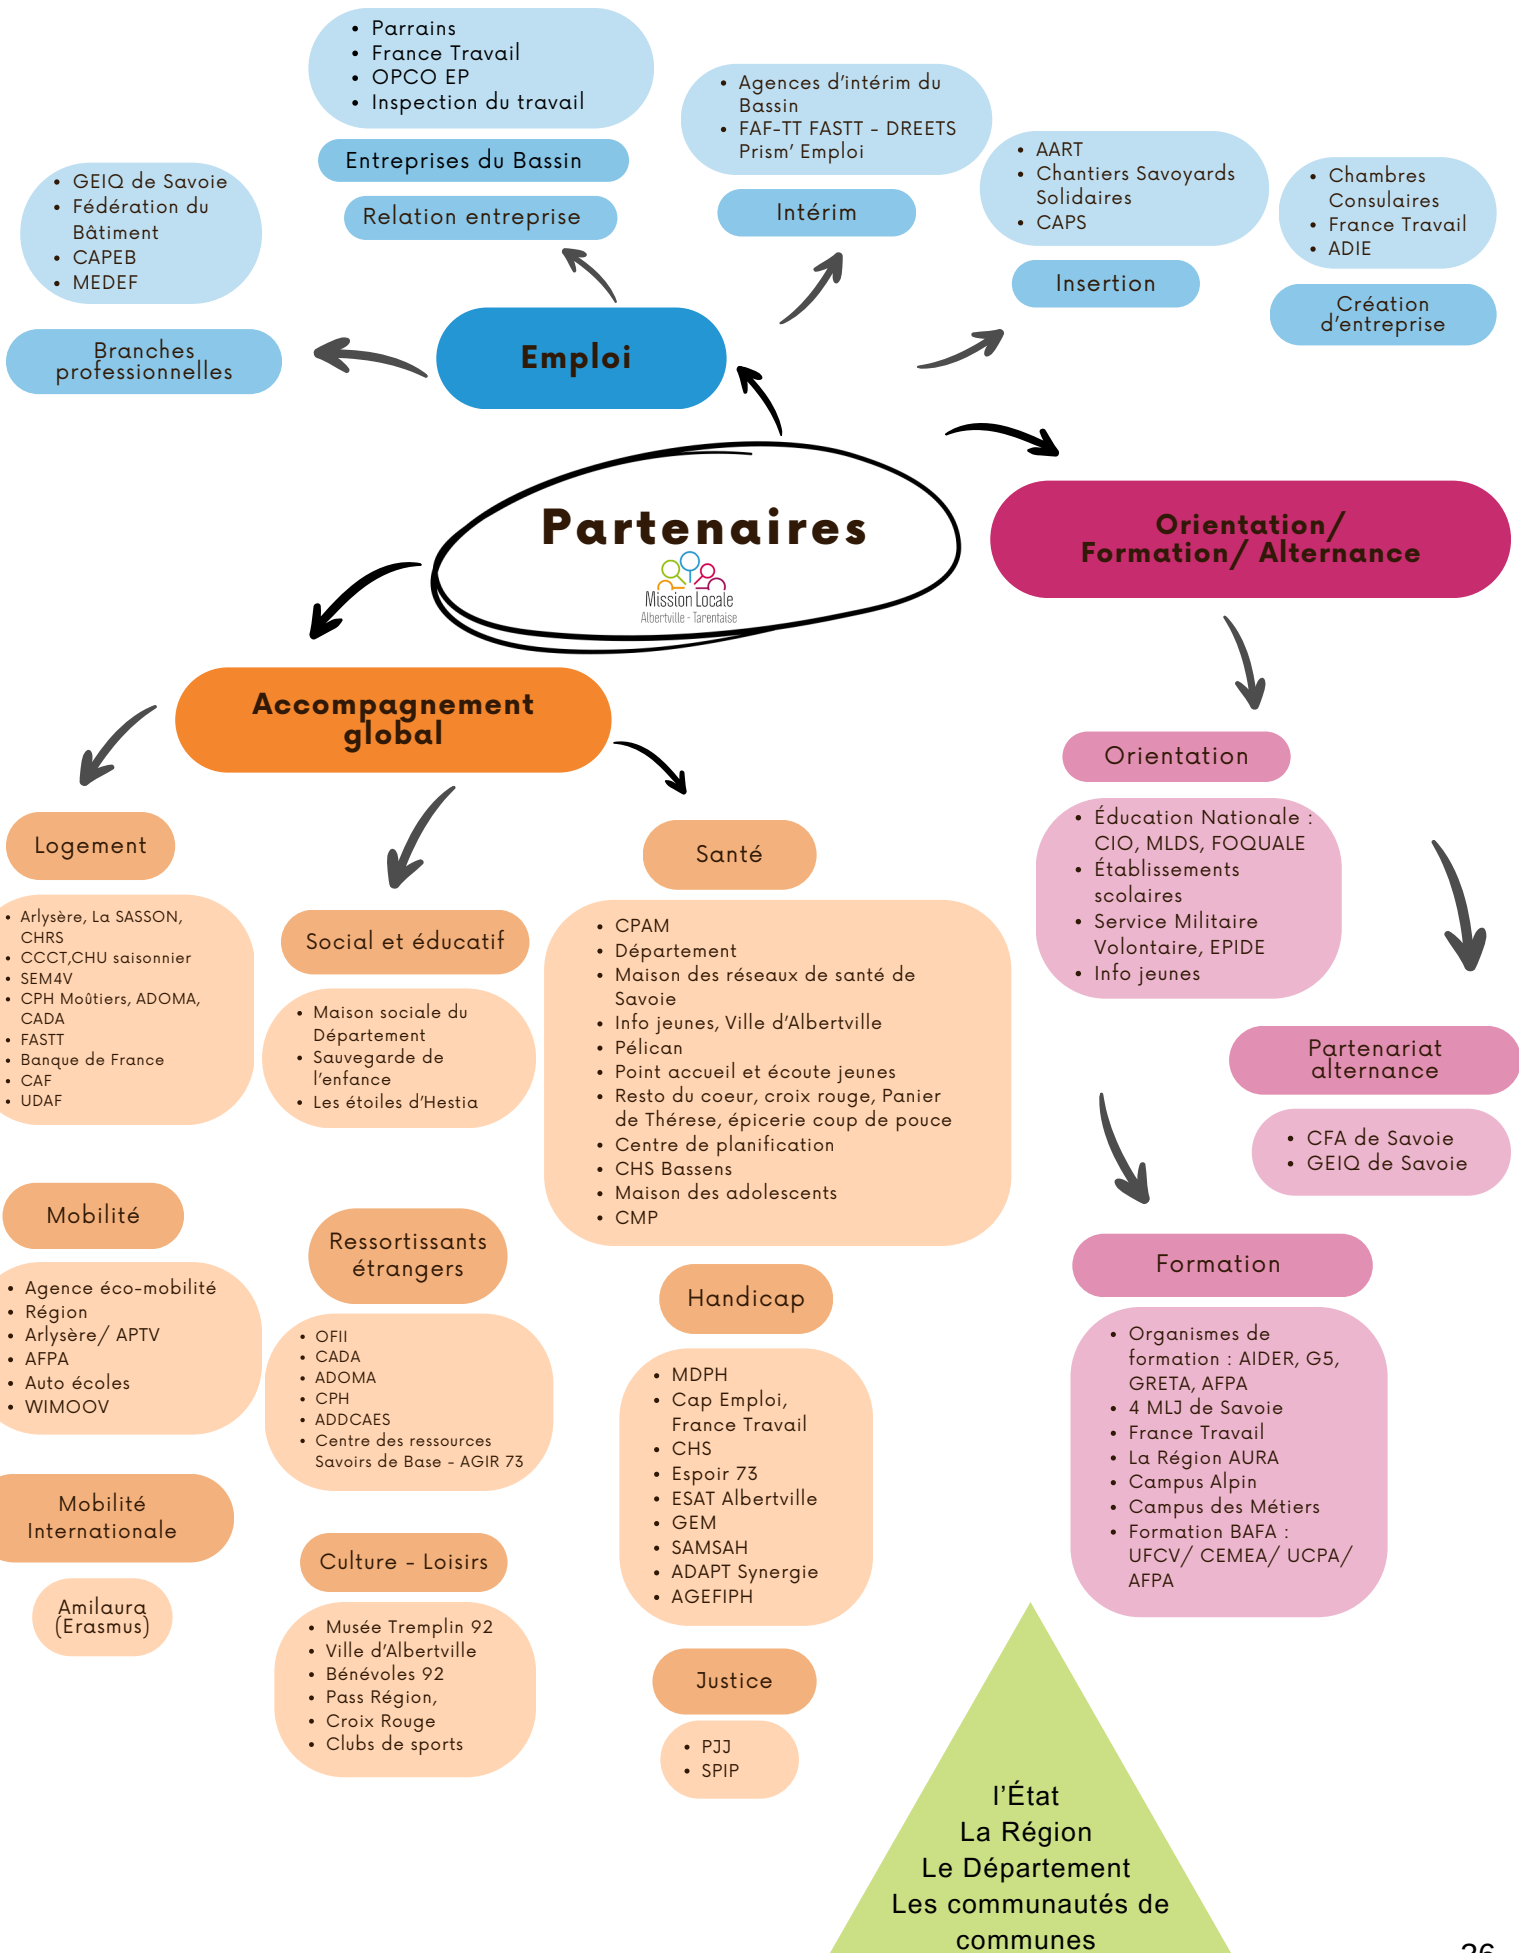 Parrains
France Travail
OPCO EP
Inspection du travail
Entreprises du Bassin
Relation entreprise
Agences d'intérim du
Bassin
FAF-TT FASTT - DREETS
Prism' Emploi
Intérim
AART
Chantiers Savoyards
Solidaires
CAPS
Insertion
Chambres
Consulaires
France Travail
ADIE
Création
d'entreprise
GEIQ de Savoie
Fédération du
Bâtiment
CAPEB
MEDEF
Branches
professionnelles
Emploi
Partenaires
Mission Locale
Albertville - Tarentaise
Orientation/
Formation/ Alternance
Accompagnement
global
Logement
Arlysère, La SASSON,
CHRS
CCCT,CHU saisonnier
SEM4V
CPH Moûtiers, ADOMA,
CADA
FASTT
Banque de France
CAF
UDAF
Social et éducatif
Maison sociale du
Département
Sauvegarde de
l'enfance
Les étoiles d'Hestia
Santé
CPAM
Département
Maison des réseaux de santé de
Savoie
Info jeunes, Ville d'Albertville
Pélican
Point accueil et écoute jeunes
Resto du coeur, croix rouge, Panier
de Thérese, épicerie coup de pouce
Centre de planification
CHS Bassens
Maison des adolescents
CMP
Orientation
Éducation Nationale :
CIO, MLDS, FOQUALE
Établissements
scolaires
Service Militaire
Volontaire, EPIDE
Info jeunes
Partenariat
alternance
CFA de Savoie
GEIQ de Savoie
Mobilité
Agence éco-mobilité
Région
Arlysère/ APTV
AFPA
Auto écoles
WIMOOV
Ressortissants
étrangers
OFII
CADA
ADOMA
CPH
ADDCAES
Centre des ressources
Savoirs de Base - AGIR 73
Handicap
MDPH
Cap Emploi,
France Travail
CHS
Espoir 73
ESAT Albertville
GEM
SAMSAH
ADAPT Synergie
AGEFIPH
Formation
Organismes de
formation : AIDER, G5,
GRETA, AFPA
4 MLJ de Savoie
France Travail
La Région AURA
Campus Alpin
Campus des Métiers
Formation BAFA :
UFCV/ CEMEA/ UCPA/
AFPA
Mobilité
Internationale
Amilaura
(Erasmus)
Culture - Loisirs
Musée Tremplin 92
Ville d'Albertville
Bénévoles 92
Pass Région,
Croix Rouge
Clubs de sports
Justice
PJJ
SPIP
l'État
La Région
Le Département
Les communautés de
communes